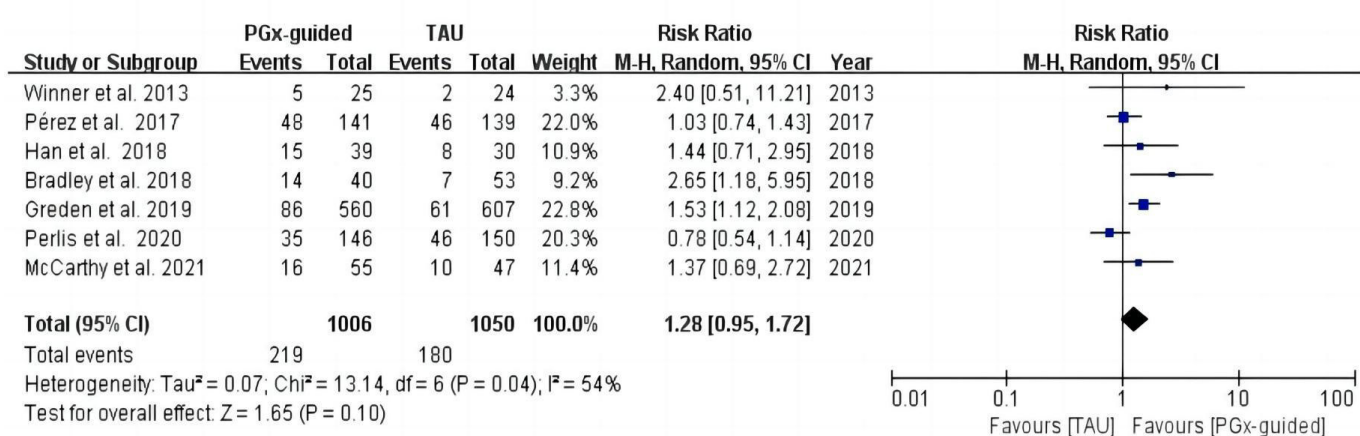 PGx-guided TAU Risk Ratio Risk Ratio
Study or Subgroup Events Total Events Total Weight M-H, Random, 95% CI Year M-H, Random, 95% CI
Winner et al. 2013 5 25 2 24 3.3% 2.40 [0.51, 11.21] 2013
Pérez et al. 2017 48 141 46 139 22.0% 1.03 [0.74, 1.43] 2017
Han et al. 2018 15 39 8 30 10.9% 1.44 [0.71, 2.95] 2018
Bradley et al. 2018 14 40 7 53 9.2% 2.65 [1.18, 5.95] 2018
Greden et al. 2019 86 560 61 607 22.8% 1.53 [1.12, 2.08] 2019
Perlis et al. 2020 35 146 46 150 20.3% 0.78 [0.54, 1.14] 2020
McCarthy et al. 2021 16 55 10 47 11.4% 1.37 [0.69, 2.72] 2021
Total (95% CI) 1006 1050 100.0% 1.28 [0.95, 1.72]
Total events 219 180
Heterogeneity: Tau² = 0.07; Chi² = 13.14, df = 6 (P = 0.04); I² = 54%
Test for overall effect: Z = 1.65 (P = 0.10)
0.01 0.1 1 10 100
Favours [TAU] Favours [PGx-guided]